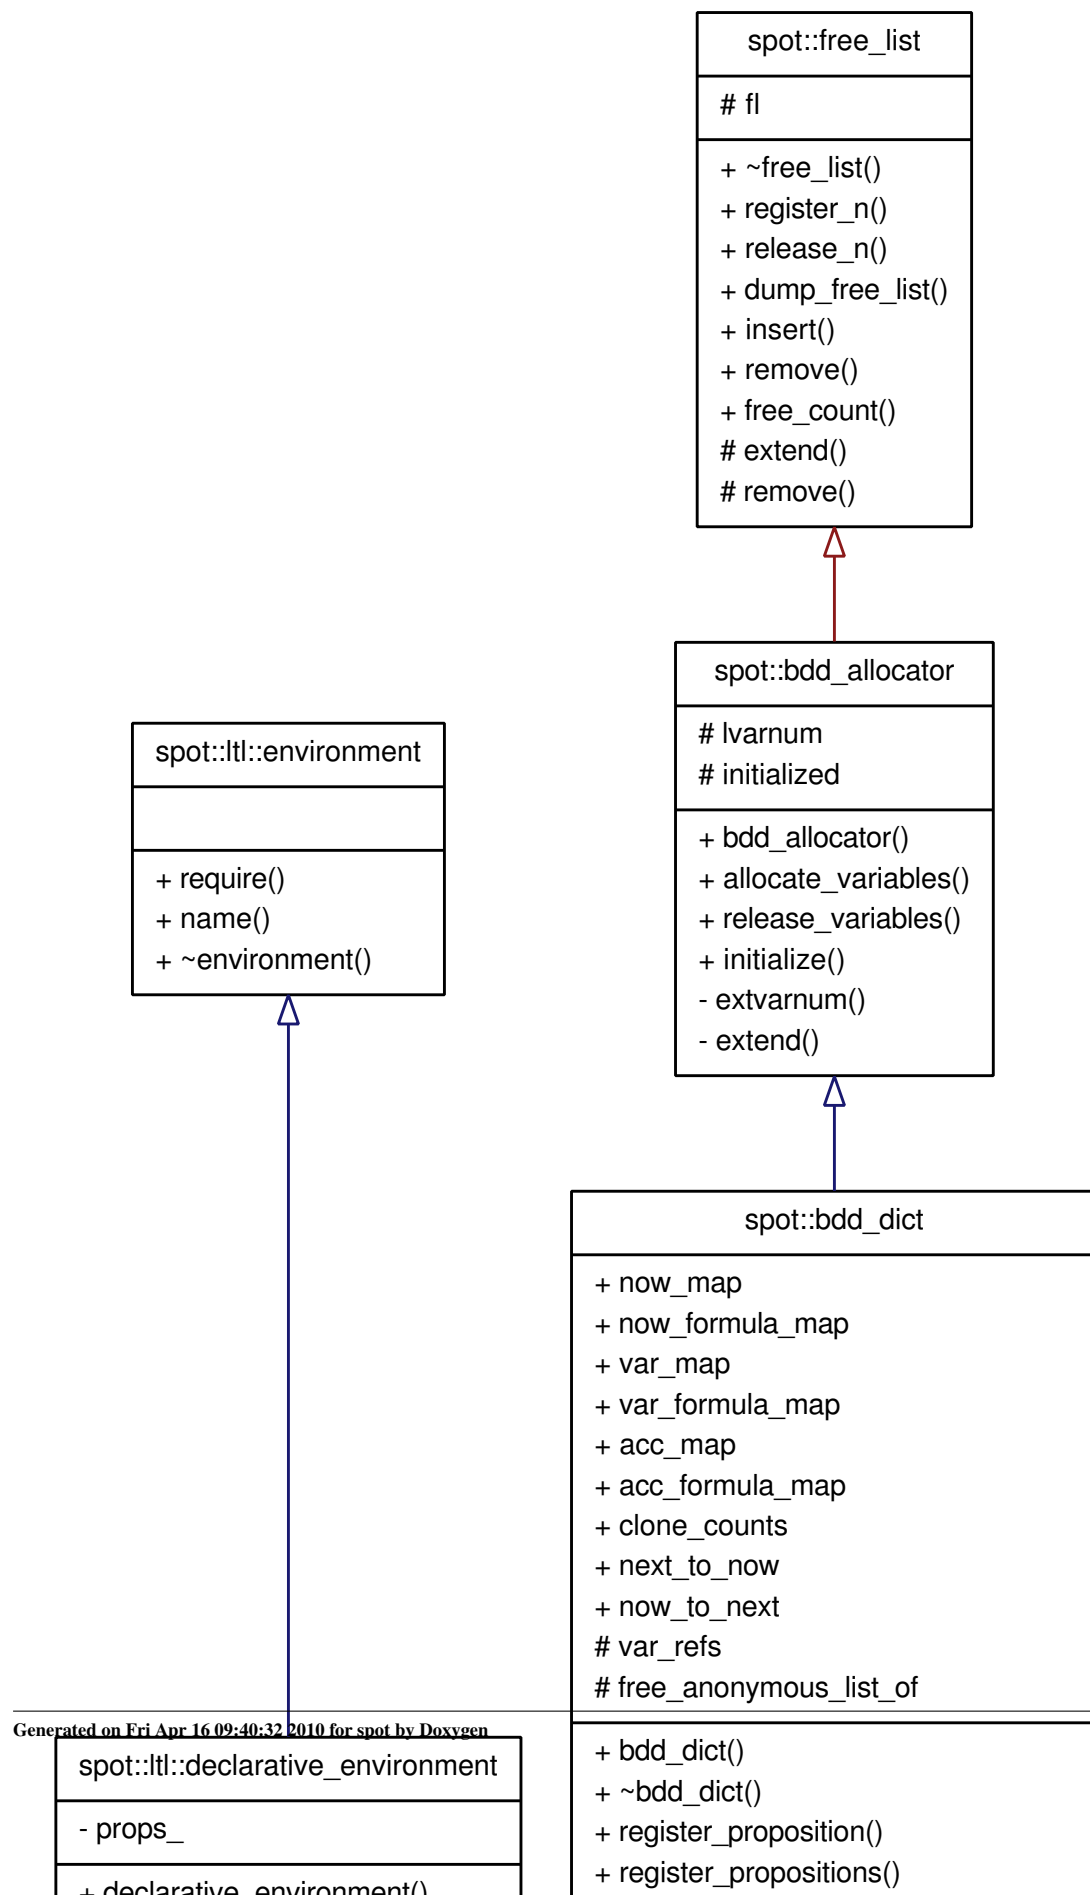 spot::free_list
# fl
+ ~free_list()
+ register_n()
+ release_n()
+ dump_free_list()
+ insert()
+ remove()
+ free_count()
# extend()
# remove()
spot::bdd_allocator
# lvarnum
# initialized
+ bdd_allocator()
+ allocate_variables()
+ release_variables()
+ initialize()
- extvarnum()
- extend()
spot::ltl::environment
+ require()
+ name()
+ ~environment()
spot::bdd_dict
+ now_map
+ now_formula_map
+ var_map
+ var_formula_map
+ acc_map
+ acc_formula_map
+ clone_counts
+ next_to_now
+ now_to_next
# var_refs
# free_anonymous_list_of
+ bdd_dict()
+ ~bdd_dict()
+ register_proposition()
+ register_propositions()
Generated on Fri Apr 16 09:40:32 2010 for spot by Doxygen
spot::ltl::declarative_environment
- props_
+ declarative_environment()